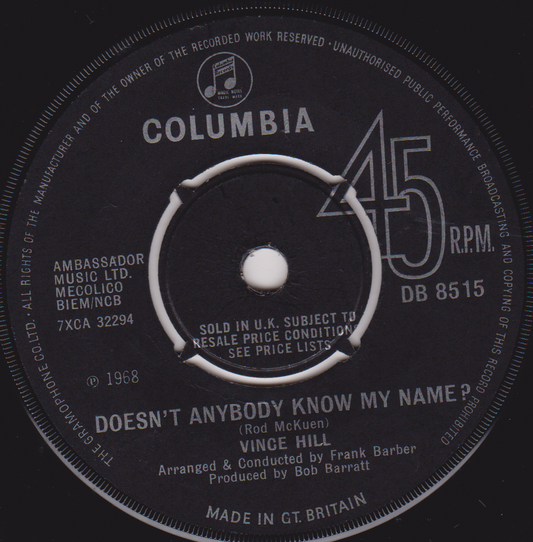 THE GRAMOPHONE CO. LTD. · ALL RIGHTS OF THE MANUFACTURER AND OF THE OWNER OF THE RECORDED WORK RESERVED · UNAUTHORISED PUBLIC PERFORMANCE BROADCASTING AND COPYING OF THIS RECORD PROHIBITED
COLUMBIA
45 R.P.M.
DB 8515
AMBASSADOR
MUSIC LTD.
MECOLICO
BIEM/NCB
7XCA 32294
SOLD IN U.K. SUBJECT TO
RESALE PRICE CONDITIONS
SEE PRICE LISTS
℗ 1968
DOESN'T ANYBODY KNOW MY NAME?
(Rod McKuen)
VINCE HILL
Arranged & Conducted by Frank Barber
Produced by Bob Barratt
MADE IN GT. BRITAIN